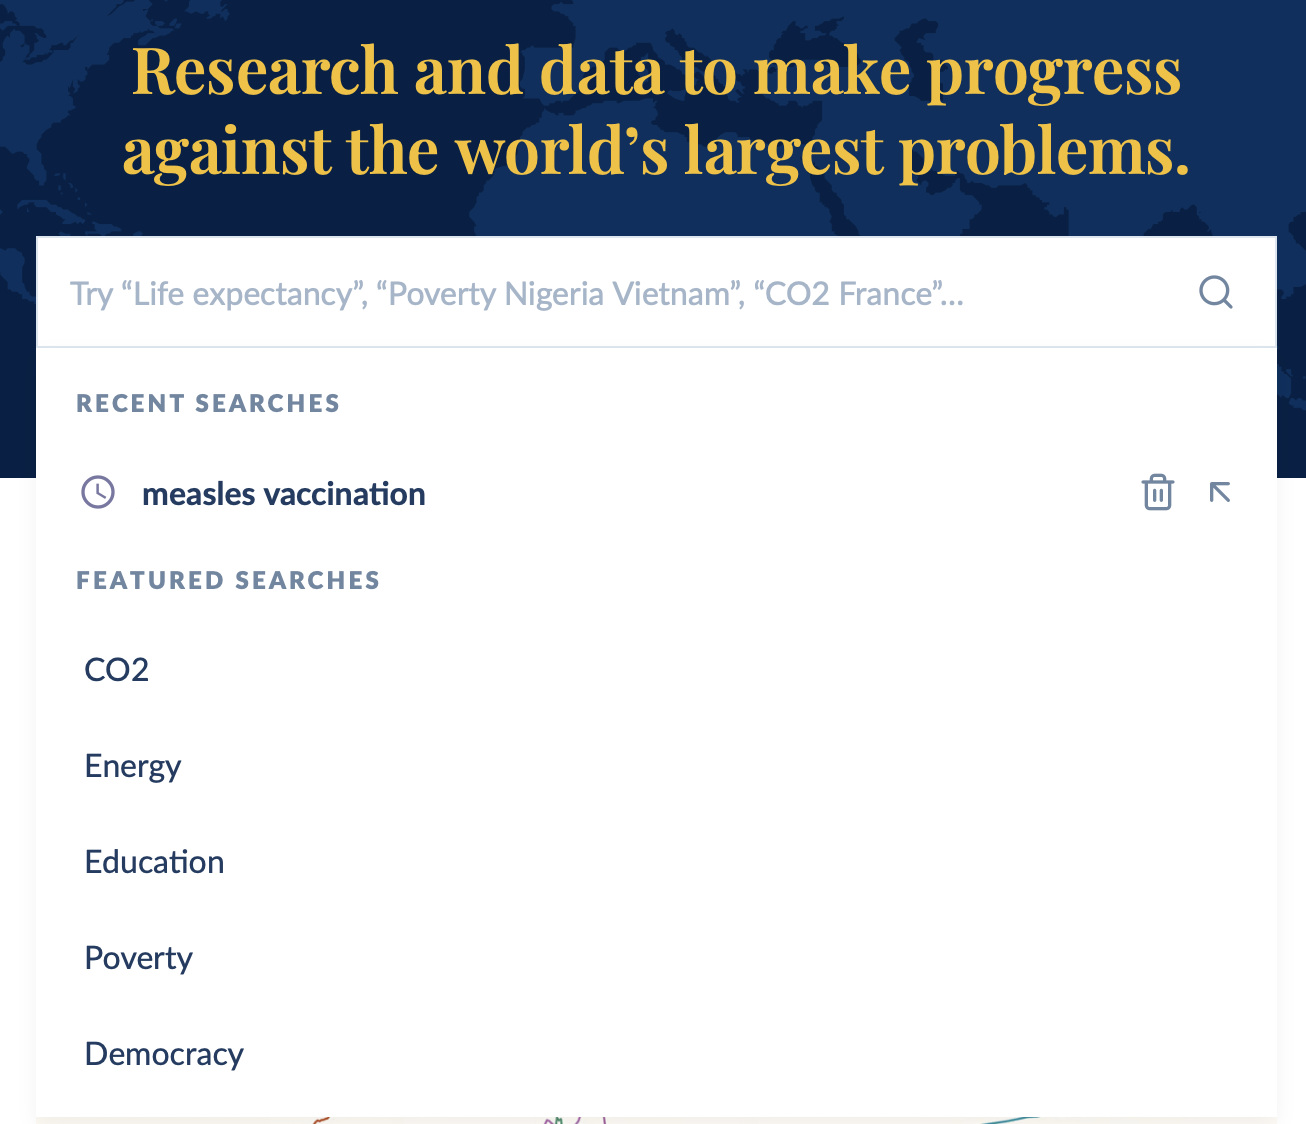 Research and data to make progress
against the world’s largest problems.
Try “Life expectancy”, “Poverty Nigeria Vietnam”, “CO2 France”...
RECENT SEARCHES
measles vaccination
FEATURED SEARCHES
CO2
Energy
Education
Poverty
Democracy